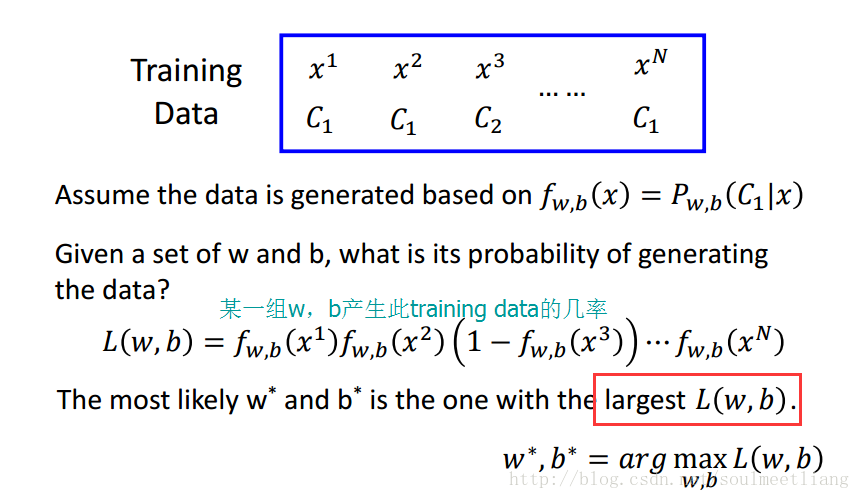 Training Data
x¹ x² x³ … … xᴺ
C₁ C₁ C₂ C₁
Assume the data is generated based on f_{w,b}(x) = P_{w,b}(C₁|x)
Given a set of w and b, what is its probability of generating
the data?
某一组w，b产生此training data的几率
L(w, b) = f_{w,b}(x¹)f_{w,b}(x²)(1 − f_{w,b}(x³))⋯f_{w,b}(xᴺ)
The most likely w* and b* is the one with the largest L(w, b).
w*, b* = arg max_{w,b} L(w, b)
http://blog.csdn.net/soulmeetliang